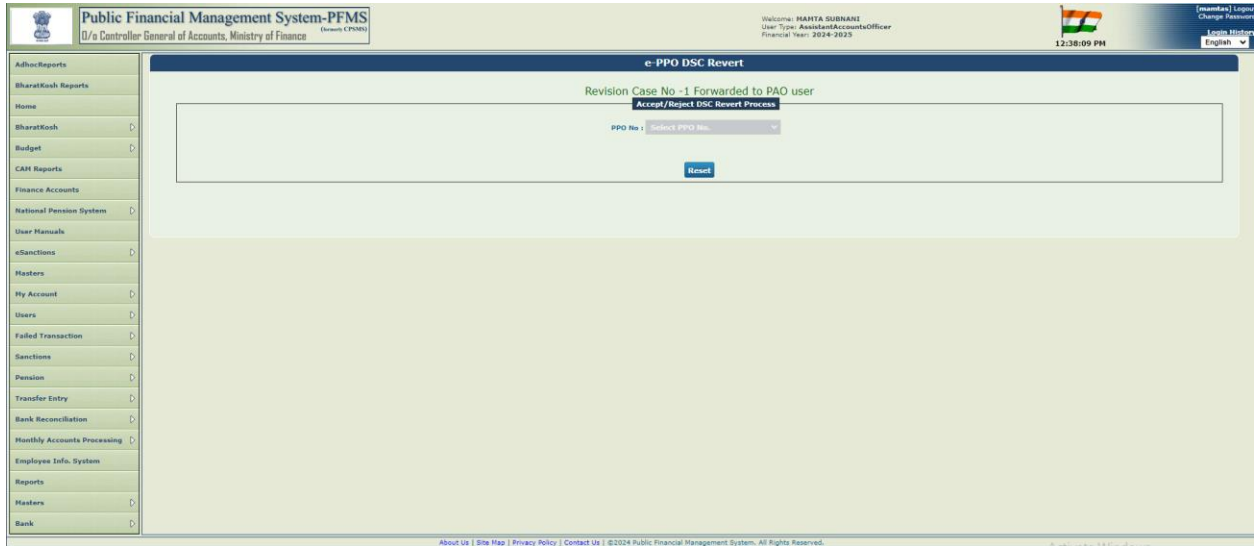 Public Financial Management System-PFMS
O/o Controller General of Accounts, Ministry of Finance (formerly CPSMS)
Welcome: MAMTA SUBNANI
User Type: AssistantAccountsOfficer
Financial Year: 2024-2025
12:38:09 PM
[mamtas] Logou
Change Passwor
Login Histor
English
AdhocReports
BharatKosh Reports
Home
BharatKosh
Budget
CAM Reports
Finance Accounts
National Pension System
User Manuals
eSanctions
Masters
My Account
Users
Failed Transaction
Sanctions
Pension
Transfer Entry
Bank Reconciliation
Monthly Accounts Processing
Employee Info. System
Reports
Masters
Bank
e-PPO DSC Revert
Revision Case No -1 Forwarded to PAO user
Accept/Reject DSC Revert Process
PPO No : Select PPO No.
Reset
About Us | Site Map | Privacy Policy | Contact Us | ©2024 Public Financial Management System. All Rights Reserved.
Activate Windows